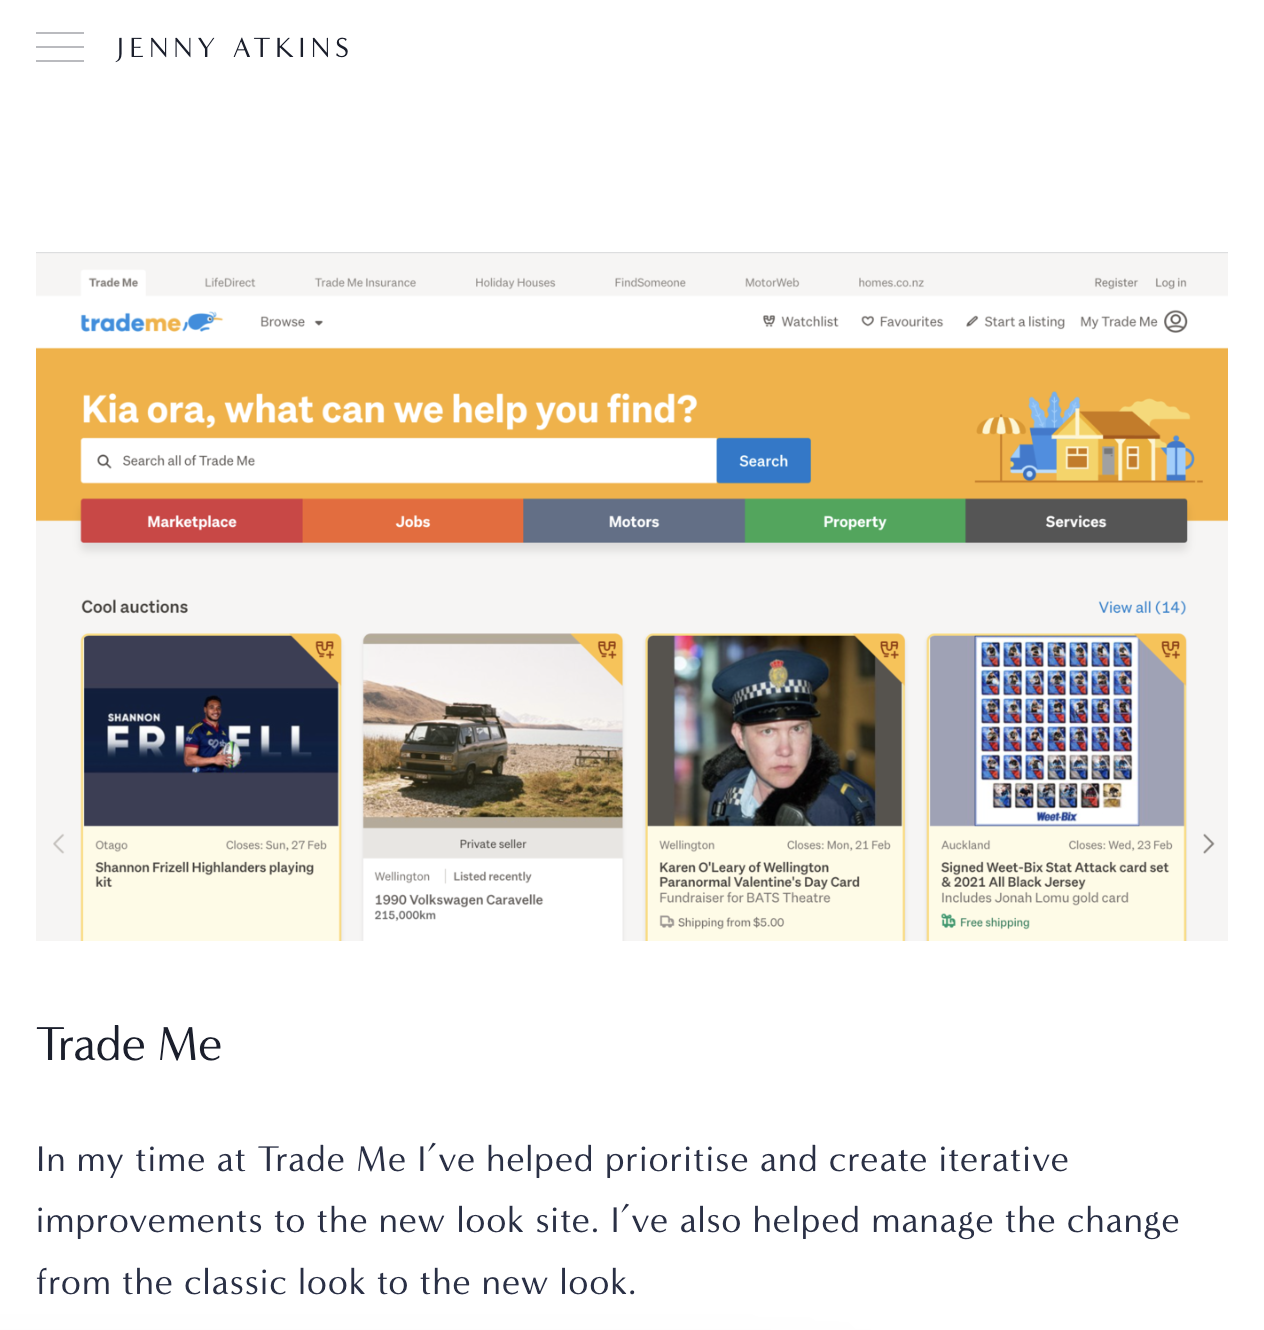 JENNY ATKINS
Trade Me LifeDirect Trade Me Insurance Holiday Houses FindSomeone MotorWeb homes.co.nz Register Log in
trademe Browse Watchlist Favourites Start a listing My Trade Me
Kia ora, what can we help you find?
Search all of Trade Me Search
Marketplace Jobs Motors Property Services
Cool auctions View all (14)
SHANNON
FRIZELL
Weet-Bix
Otago Closes: Sun, 27 Feb
Shannon Frizell Highlanders playing
kit
Private seller
Wellington Listed recently
1990 Volkswagen Caravelle
215,000km
Wellington Closes: Mon, 21 Feb
Karen O'Leary of Wellington
Paranormal Valentine's Day Card
Fundraiser for BATS Theatre
Shipping from $5.00
Auckland Closes: Wed, 23 Feb
Signed Weet-Bix Stat Attack card set
& 2021 All Black Jersey
Includes Jonah Lomu gold card
Free shipping
Trade Me
In my time at Trade Me I´ve helped prioritise and create iterative
improvements to the new look site. I´ve also helped manage the change
from the classic look to the new look.